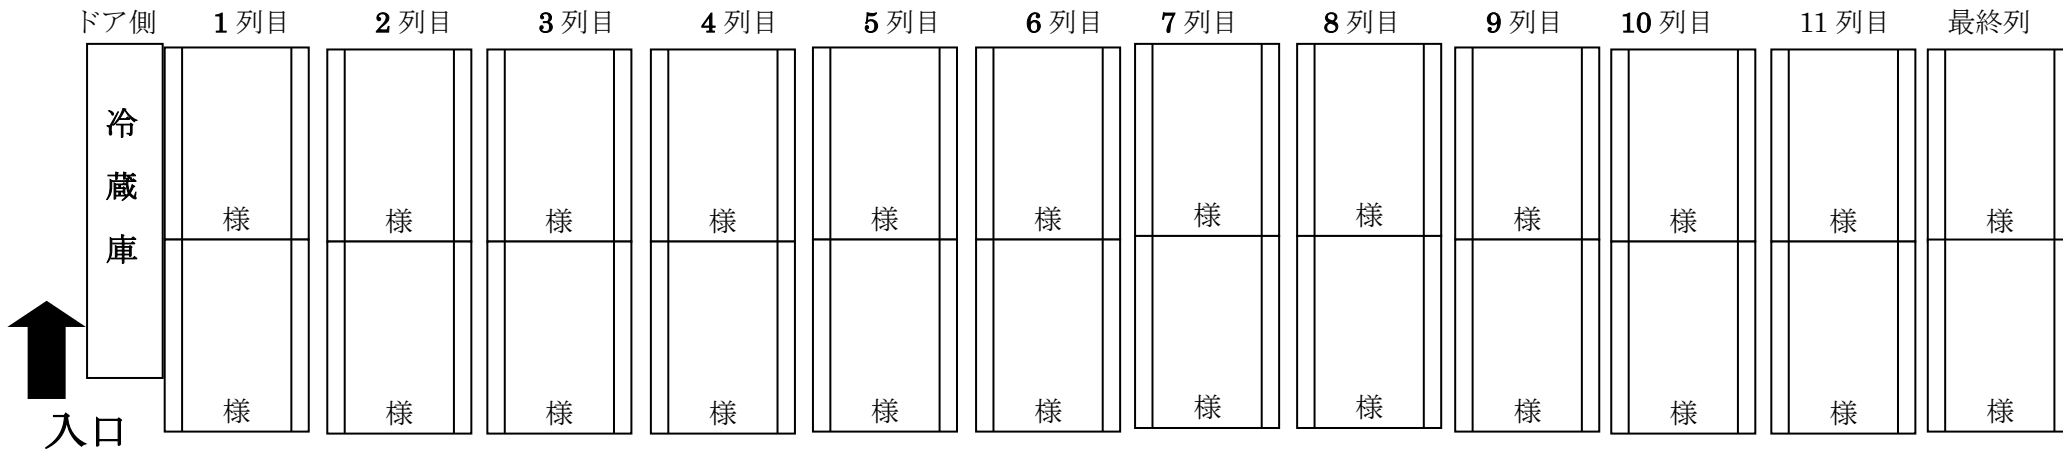 ドア側 1列目 2列目 3列目 4列目 5列目 6列目 7列目 8列目 9列目 10列目 11列目 最終列
冷蔵庫
様 様 様 様 様 様 様 様 様 様 様 様
様 様 様 様 様 様 様 様 様 様 様 様
入口